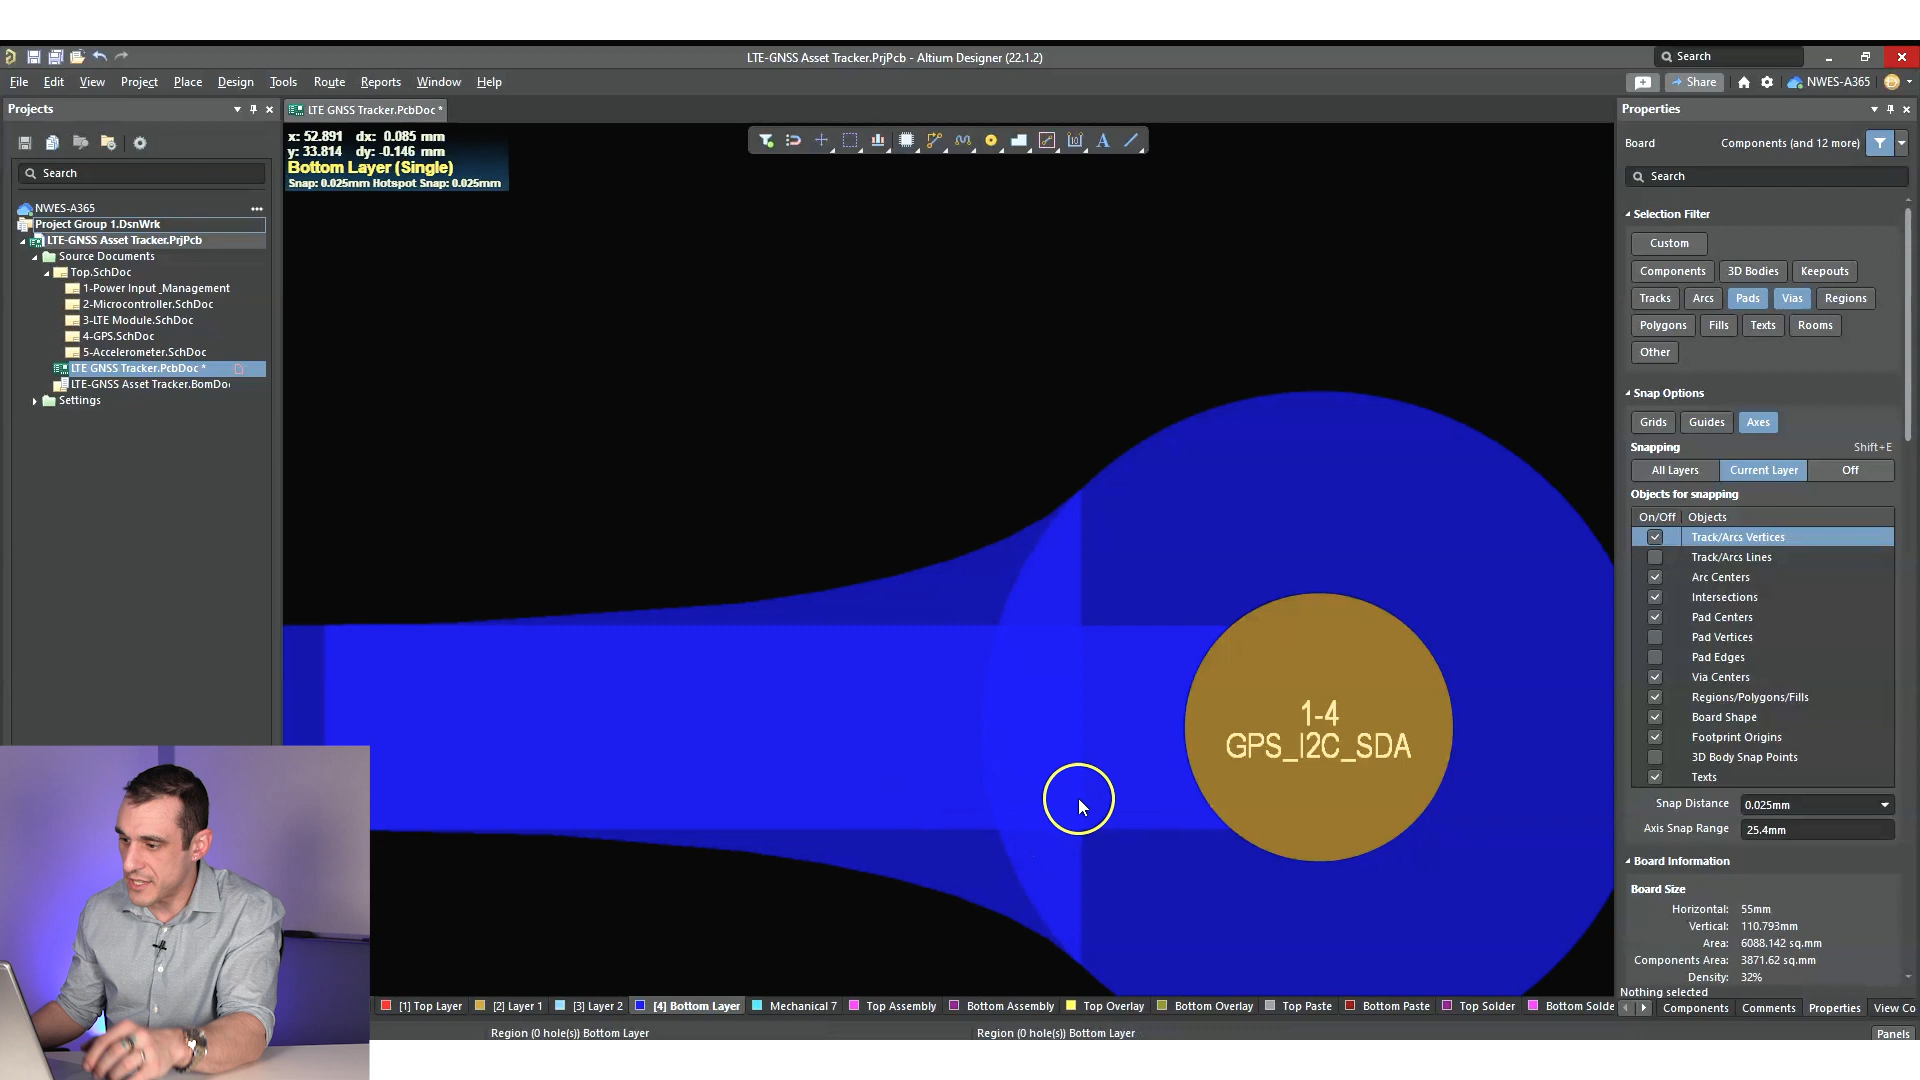 LTE-GNSS Asset Tracker.PrjPcb - Altium Designer (22.1.2)
Search
File Edit View Project Place Design Tools Route Reports Window Help
Share
NWES-A365
Projects
LTE GNSS Tracker.PcbDoc *
Properties
x: 52.891 dx: 0.085 mm
y: 33.814 dy: -0.146 mm
Bottom Layer (Single)
Snap: 0.025mm Hotspot Snap: 0.025mm
Board
Components (and 12 more)
Search
Search
NWES-A365
Project Group 1.DsnWrk
LTE-GNSS Asset Tracker.PrjPcb
Source Documents
Top.SchDoc
1-Power Input _Management
2-Microcontroller.SchDoc
3-LTE Module.SchDoc
4-GPS.SchDoc
5-Accelerometer.SchDoc
LTE GNSS Tracker.PcbDoc *
LTE-GNSS Asset Tracker.BomDoc
Settings
1-4
GPS_I2C_SDA
Selection Filter
Custom
Components 3D Bodies Keepouts
Tracks Arcs Pads Vias Regions
Polygons Fills Texts Rooms
Other
Snap Options
Grids Guides Axes
Snapping Shift+E
All Layers Current Layer Off
Objects for snapping
On/Off Objects
Track/Arcs Vertices
Track/Arcs Lines
Arc Centers
Intersections
Pad Centers
Pad Vertices
Pad Edges
Via Centers
Regions/Polygons/Fills
Board Shape
Footprint Origins
3D Body Snap Points
Texts
Snap Distance 0.025mm
Axis Snap Range 25.4mm
Board Information
Board Size
Horizontal: 55mm
Vertical: 110.793mm
Area: 6088.142 sq.mm
Components Area: 3871.62 sq.mm
Density: 32%
Nothing selected
[1] Top Layer [2] Layer 1 [3] Layer 2 [4] Bottom Layer Mechanical 7 Top Assembly Bottom Assembly Top Overlay Bottom Overlay Top Paste Bottom Paste Top Solder Bottom Solde
Components Comments Properties View Co
Region (0 hole(s)) Bottom Layer
Region (0 hole(s)) Bottom Layer
Panels